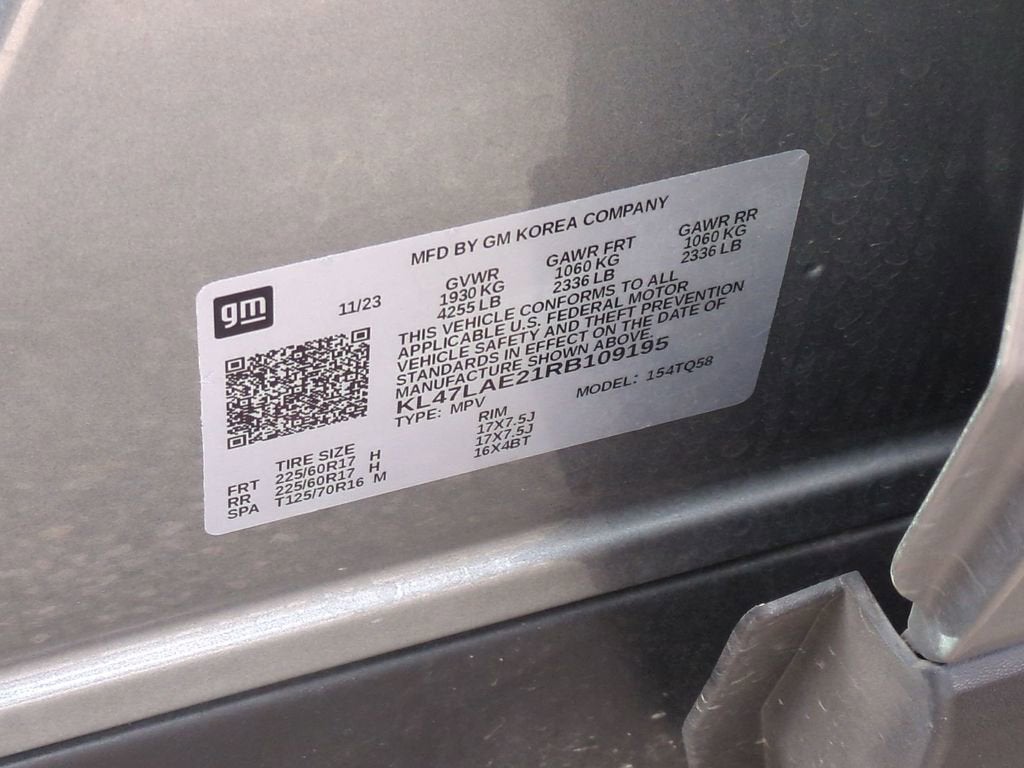 gm
11/23
MFD BY GM KOREA COMPANY
GVWR GAWR FRT GAWR RR
1930 KG 1060 KG 1060 KG
4255 LB 2336 LB 2336 LB
THIS VEHICLE CONFORMS TO ALL
APPLICABLE U.S. FEDERAL MOTOR
VEHICLE SAFETY AND THEFT PREVENTION
STANDARDS IN EFFECT ON THE DATE OF
MANUFACTURE SHOWN ABOVE
KL47LAE21RB109195
TYPE: MPV MODEL: 154TQ58
TIRE SIZE RIM
FRT 225/60R17 H 17X7.5J
RR 225/60R17 H 17X7.5J
SPA T125/70R16 M 16X4BT